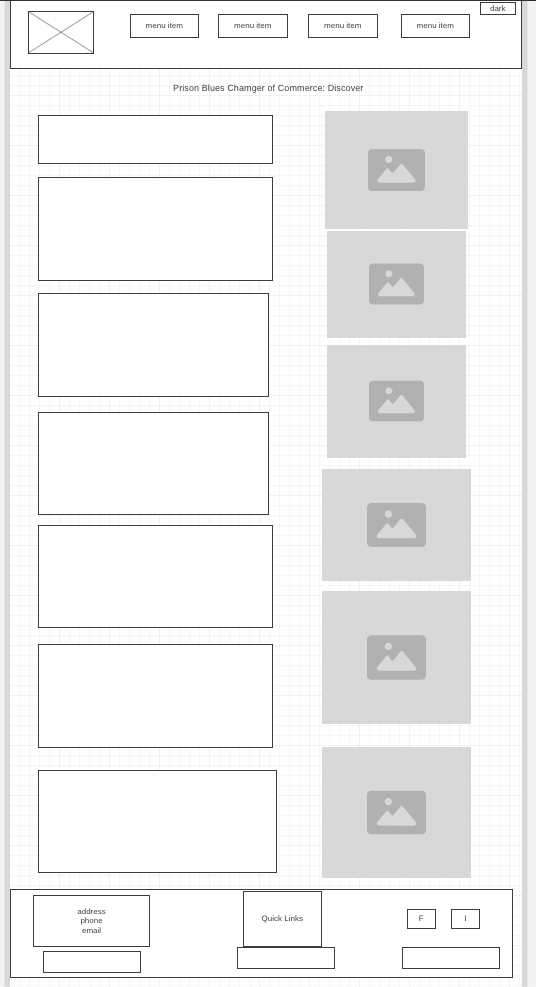 dark
menu item
menu item
menu item
menu item
Prison Blues Chamger of Commerce: Discover
address
phone
email
Quick Links
F
I